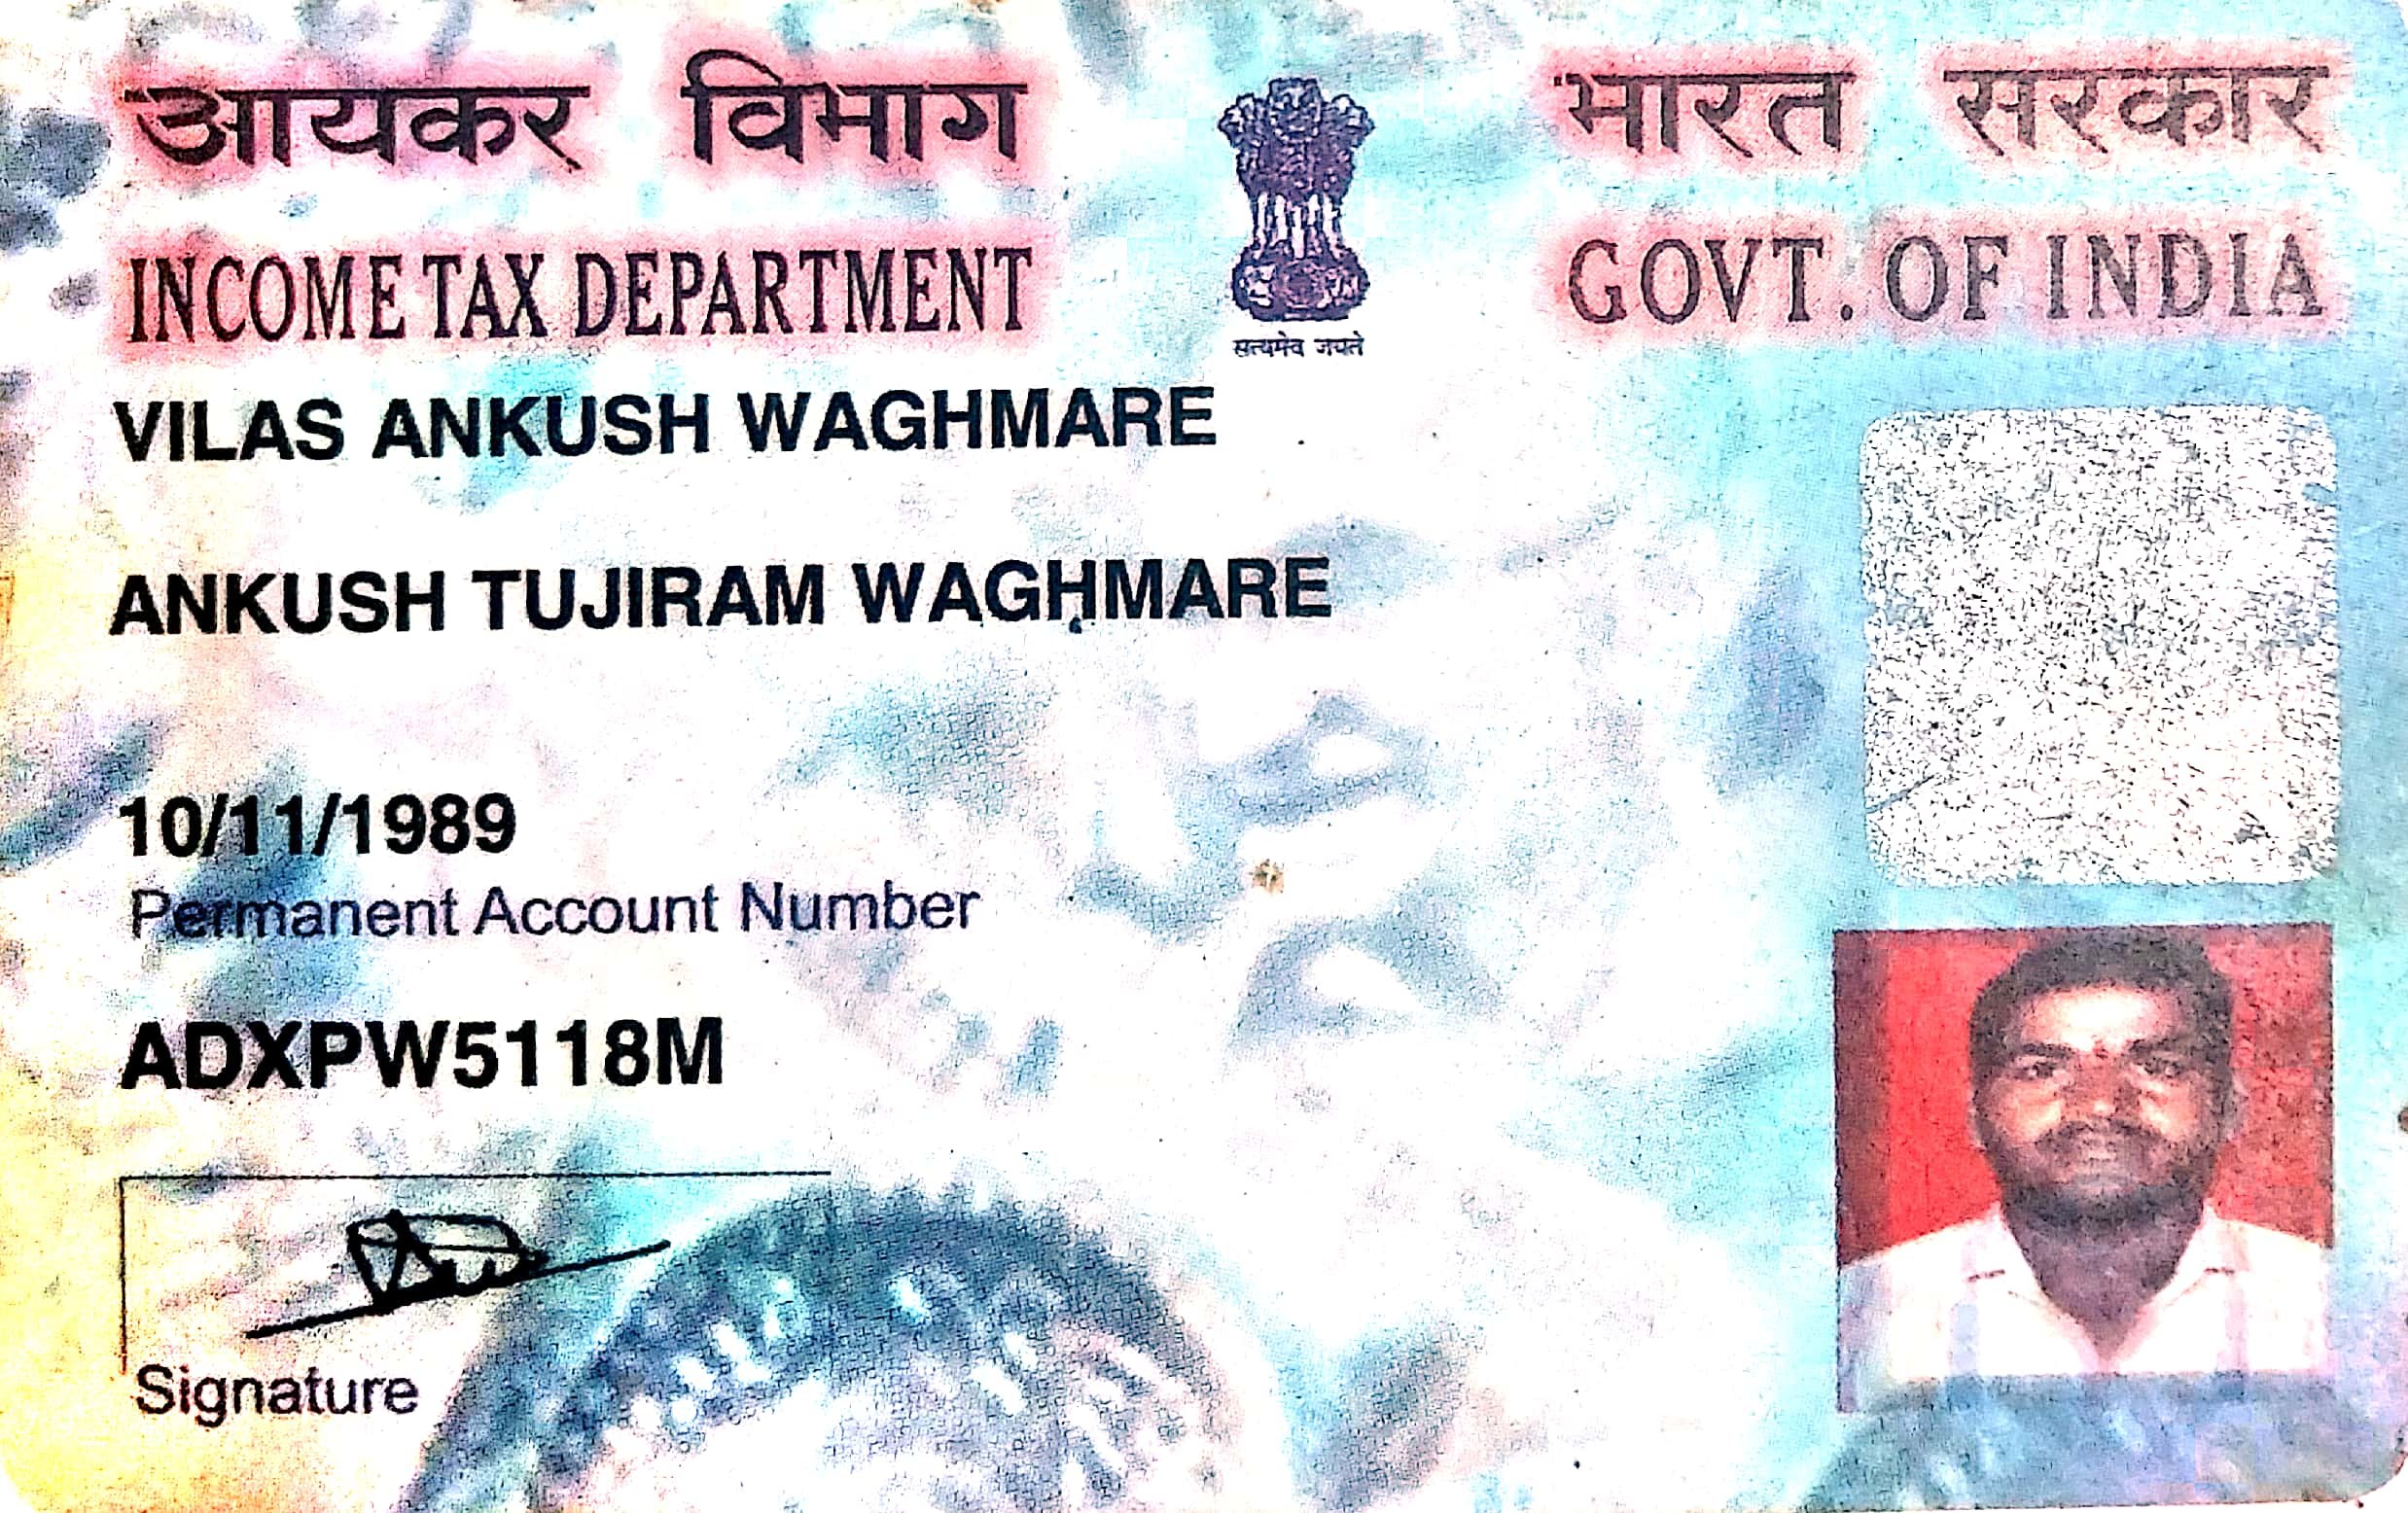 आयकर विभाग
INCOME TAX DEPARTMENT
सत्यमेव जयते
भारत सरकार
GOVT. OF INDIA
VILAS ANKUSH WAGHMARE
ANKUSH TUJIRAM WAGHMARE
10/11/1989
Permanent Account Number
ADXPW5118M
Signature